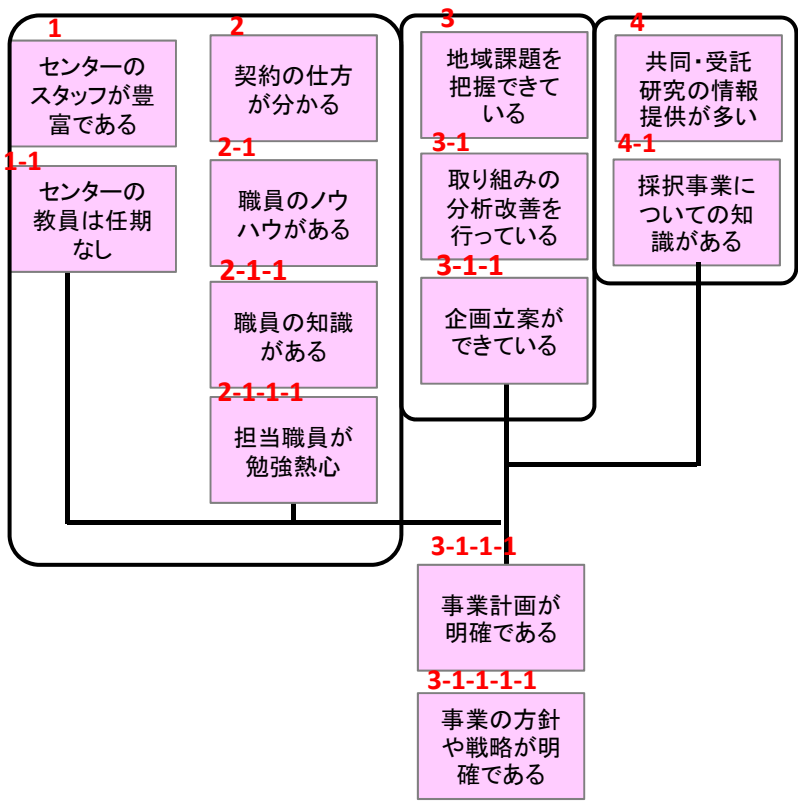 1
センターの
スタッフが豊
富である
1-1
センターの
教員は任期
なし
2
契約の仕方
が分かる
2-1
職員のノウ
ハウがある
2-1-1
職員の知識
がある
2-1-1-1
担当職員が
勉強熱心
3
地域課題を
把握できて
いる
3-1
取り組みの
分析改善を
行っている
3-1-1
企画立案が
できている
4
共同・受託
研究の情報
提供が多い
4-1
採択事業に
ついての知
識がある
3-1-1-1
事業計画が
明確である
3-1-1-1-1
事業の方針
や戦略が明
確である